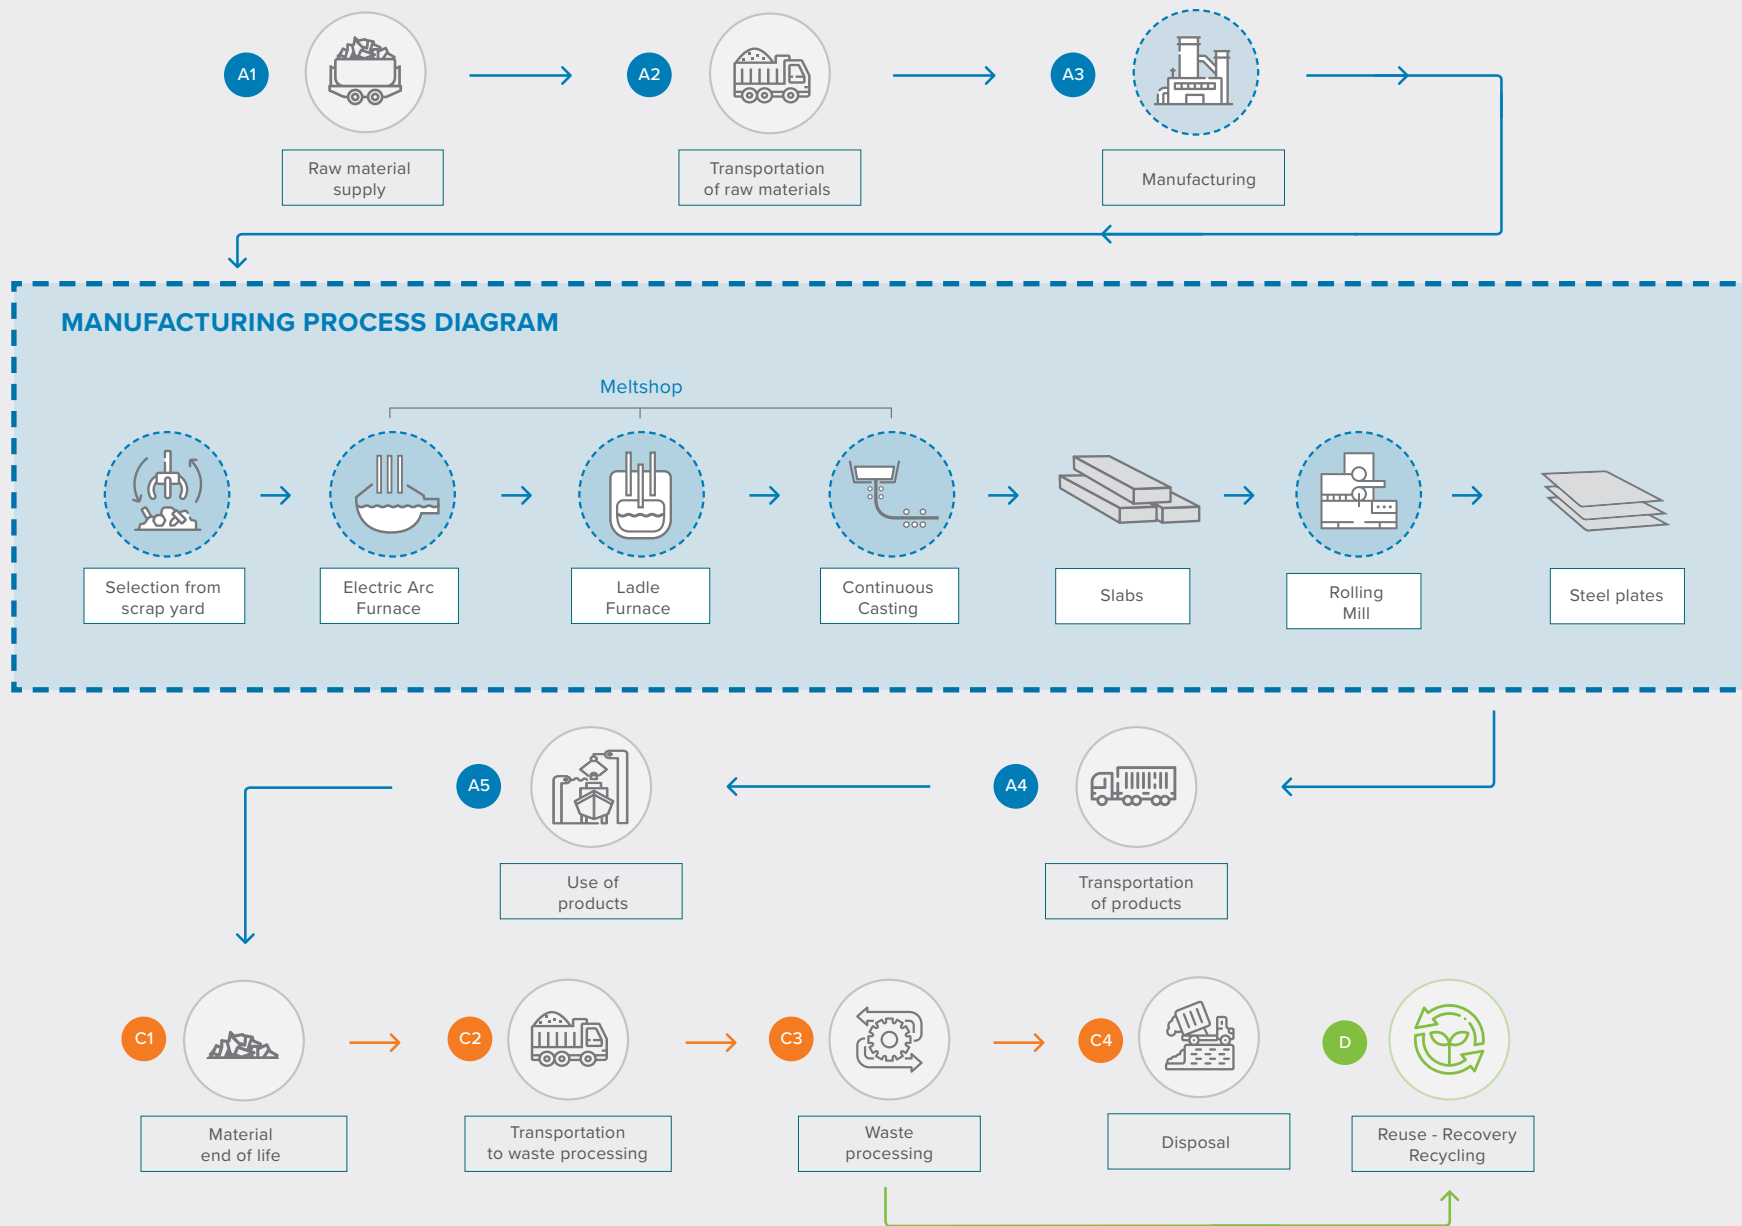 A1
Raw material
supply
A2
Transportation
of raw materials
A3
Manufacturing
MANUFACTURING PROCESS DIAGRAM
Meltshop
Selection from
scrap yard
Electric Arc
Furnace
Ladle
Furnace
Continuous
Casting
Slabs
Rolling
Mill
Steel plates
A5
Use of
products
A4
Transportation
of products
C1
Material
end of life
C2
Transportation
to waste processing
C3
Waste
processing
C4
Disposal
D
Reuse - Recovery
Recycling